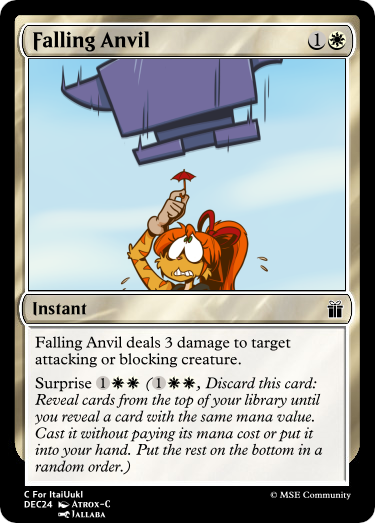 Falling Anvil 1
Instant
Falling Anvil deals 3 damage to target
attacking or blocking creature.
Surprise 1 (1, Discard this card:
Reveal cards from the top of your library until
you reveal a card with the same mana value.
Cast it without paying its mana cost or put it
into your hand. Put the rest on the bottom in a
random order.)
C For ItaiUukI
DEC24 Atrox-C
Jallaba
© MSE Community